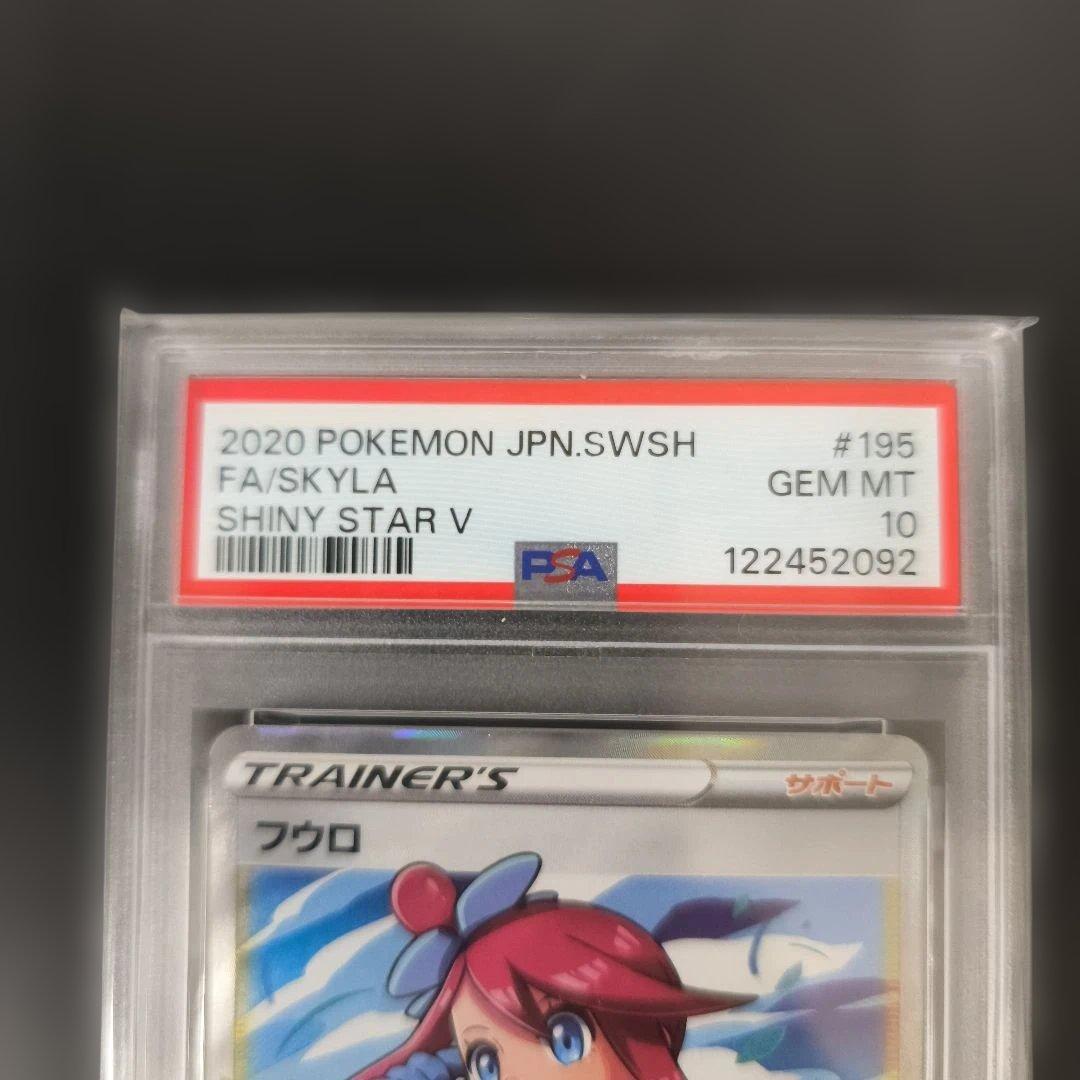 2020 POKEMON JPN.SWSH #195
FA/SKYLA GEM MT
SHINY STAR V 10
PSA 122452092
TRAINER'S サポート
フウロ